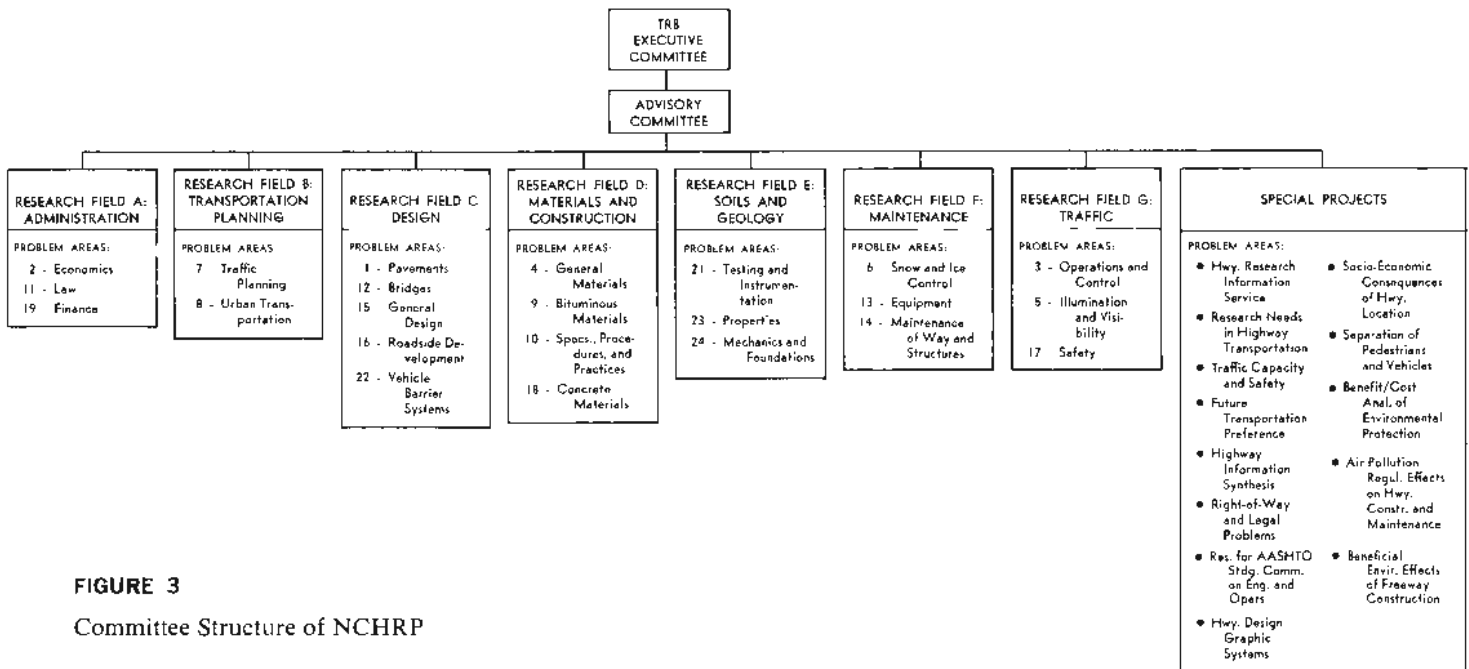 TRB
EXECUTIVE
COMMITTEE
ADVISORY
COMMITTEE
RESEARCH FIELD A:
ADMINISTRATION
PROBLEM AREAS:
2 - Economics
11 - Law
19 Finance
RESEARCH FIELD B:
TRANSPORTATION
PLANNING
PROBLEM AREAS
7 Traffic
Planning
8 - Urban Trans-
portation
RESEARCH FIELD C
DESIGN
PROBLEM AREAS·
1 - Pavements
12 - Bridges
15 General
Design
16 - Roadside De-
velopment
22 - Vehicle
Barrier
Systems
RESEARCH FIELD D:
MATERIALS AND
CONSTRUCTION
PROBLEM AREAS·
4 - General
Materials
9 - Bituminous
Materials
10 - Specs., Proce-
dures, and
Practices
18 - Concrete
Materials
RESEARCH FIELD E:
SOILS AND
GEOLOGY
PROBLEM AREAS:
21 - Testing and
Instrumen-
tation
23 - Properties
24 - Mechanics and
Foundations
RESEARCH FIELD F:
MAINTENANCE
PROBLEM AREAS:
6 Snow and Ice
Control
13 - Equipment
14 - Maintenance
of Way and
Structures
RESEARCH FIELD G:
TRAFFIC
PROBLEM AREAS:
3 - Operations and
Control
5 - Illumination
and Visi-
bility
17 - Safety
SPECIAL PROJECTS
PROBLEM AREAS:
• Hwy. Research
Information
Service
• Research Needs
in Highway
Transportation
• Traffic Capacity
and Safety
• Future
Transportation
Preference
• Highway
Information
Synthesis
• Right-of-Way
and Legal
Problems
• Res. for AASHTO
Stdg. Comm.
on Eng. and
Opers
• Hwy. Design
Graphic
Systems
• Socio-Economic
Consequences
of Hwy.
Location
• Separation of
Pedestrians
and Vehicles
• Benefit/Cost
Anal. of
Environmental
Protection
• Air Pollution
Regul. Effects
on Hwy.
Constr. and
Maintenance
• Beneficial
Envir. Effects
of Freeway
Construction
FIGURE 3
Committee Structure of NCHRP